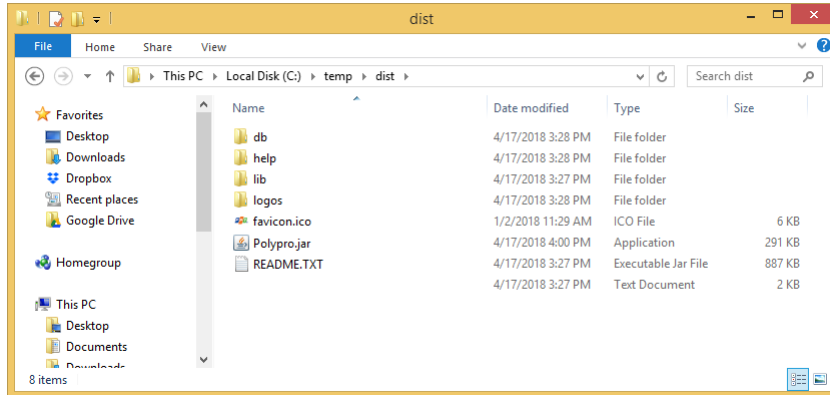 dist
File Home Share View
This PC Local Disk (C:) temp dist Search dist
Name Date modified Type Size
Favorites
Desktop
Downloads
Dropbox
Recent places
Google Drive
Homegroup
This PC
Desktop
Documents
Downloads
db 4/17/2018 3:28 PM File folder
help 4/17/2018 3:28 PM File folder
lib 4/17/2018 3:27 PM File folder
logos 4/17/2018 3:28 PM File folder
favicon.ico 1/2/2018 11:29 AM ICO File 6 KB
Polypro.jar 4/17/2018 4:00 PM Application 291 KB
README.TXT 4/17/2018 3:27 PM Executable Jar File 887 KB
4/17/2018 3:27 PM Text Document 2 KB
8 items